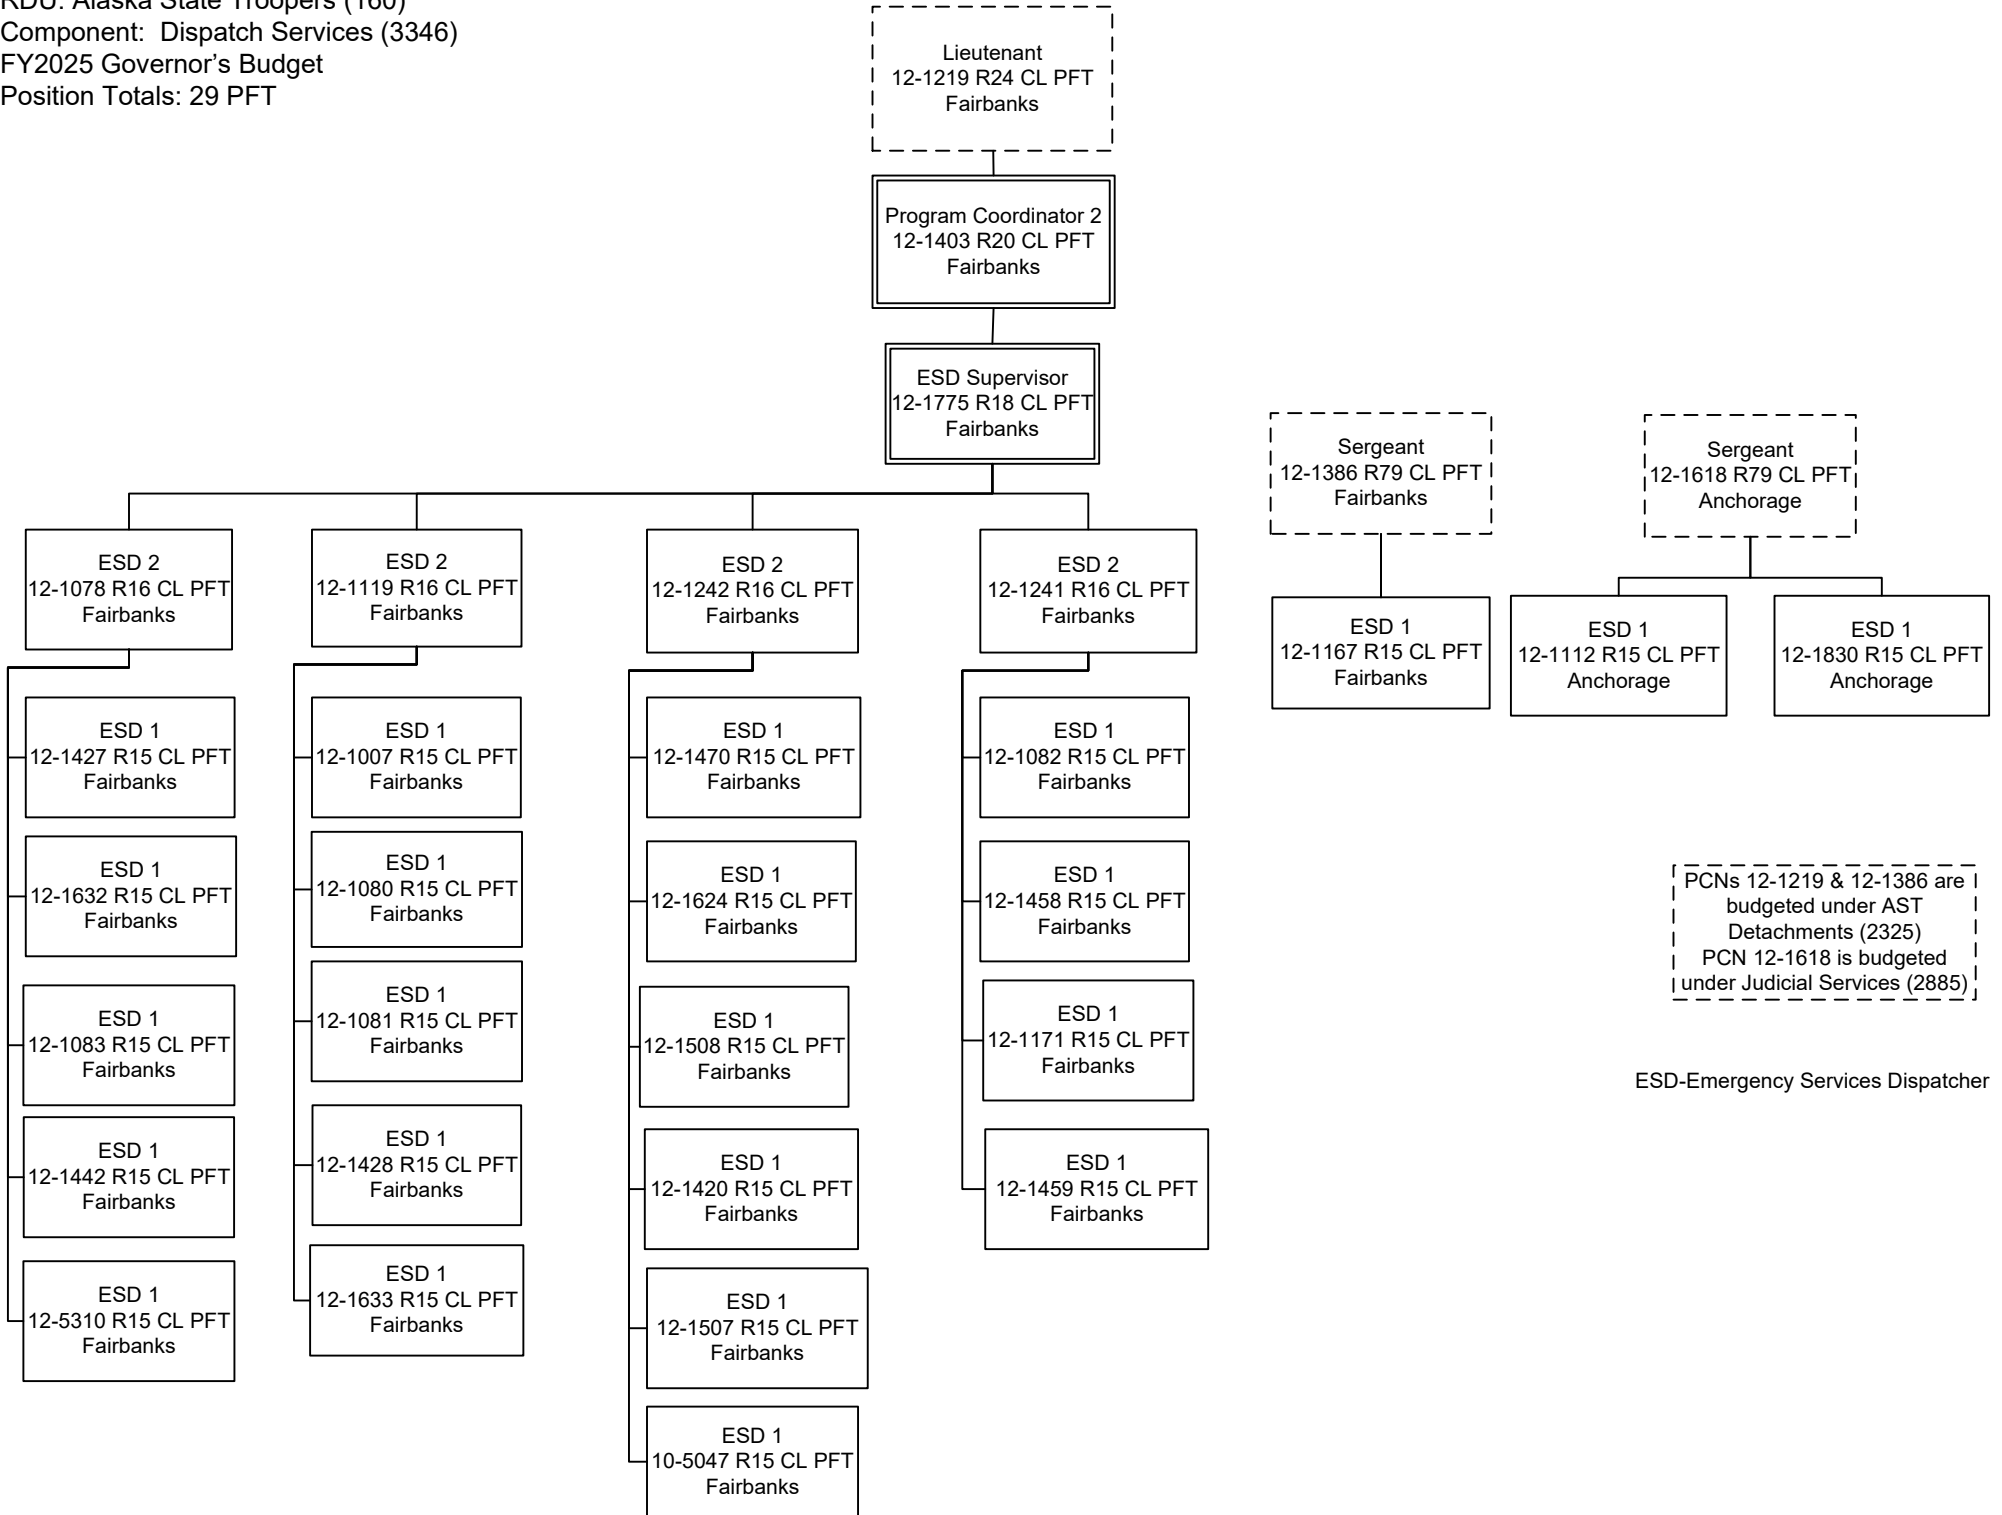 RDU: Alaska State Troopers (160)
Component: Dispatch Services (3346)
FY2025 Governor’s Budget
Position Totals: 29 PFT
Lieutenant
12-1219 R24 CL PFT
Fairbanks
Program Coordinator 2
12-1403 R20 CL PFT
Fairbanks
ESD Supervisor
12-1775 R18 CL PFT
Fairbanks
Sergeant
12-1386 R79 CL PFT
Fairbanks
Sergeant
12-1618 R79 CL PFT
Anchorage
ESD 2
12-1078 R16 CL PFT
Fairbanks
ESD 2
12-1119 R16 CL PFT
Fairbanks
ESD 2
12-1242 R16 CL PFT
Fairbanks
ESD 2
12-1241 R16 CL PFT
Fairbanks
ESD 1
12-1167 R15 CL PFT
Fairbanks
ESD 1
12-1112 R15 CL PFT
Anchorage
ESD 1
12-1830 R15 CL PFT
Anchorage
ESD 1
12-1427 R15 CL PFT
Fairbanks
ESD 1
12-1632 R15 CL PFT
Fairbanks
ESD 1
12-1083 R15 CL PFT
Fairbanks
ESD 1
12-1442 R15 CL PFT
Fairbanks
ESD 1
12-5310 R15 CL PFT
Fairbanks
ESD 1
12-1007 R15 CL PFT
Fairbanks
ESD 1
12-1080 R15 CL PFT
Fairbanks
ESD 1
12-1081 R15 CL PFT
Fairbanks
ESD 1
12-1428 R15 CL PFT
Fairbanks
ESD 1
12-1633 R15 CL PFT
Fairbanks
ESD 1
12-1470 R15 CL PFT
Fairbanks
ESD 1
12-1624 R15 CL PFT
Fairbanks
ESD 1
12-1508 R15 CL PFT
Fairbanks
ESD 1
12-1420 R15 CL PFT
Fairbanks
ESD 1
12-1507 R15 CL PFT
Fairbanks
ESD 1
10-5047 R15 CL PFT
Fairbanks
ESD 1
12-1082 R15 CL PFT
Fairbanks
ESD 1
12-1458 R15 CL PFT
Fairbanks
ESD 1
12-1171 R15 CL PFT
Fairbanks
ESD 1
12-1459 R15 CL PFT
Fairbanks
PCNs 12-1219 & 12-1386 are
budgeted under AST
Detachments (2325)
PCN 12-1618 is budgeted
under Judicial Services (2885)
ESD-Emergency Services Dispatcher